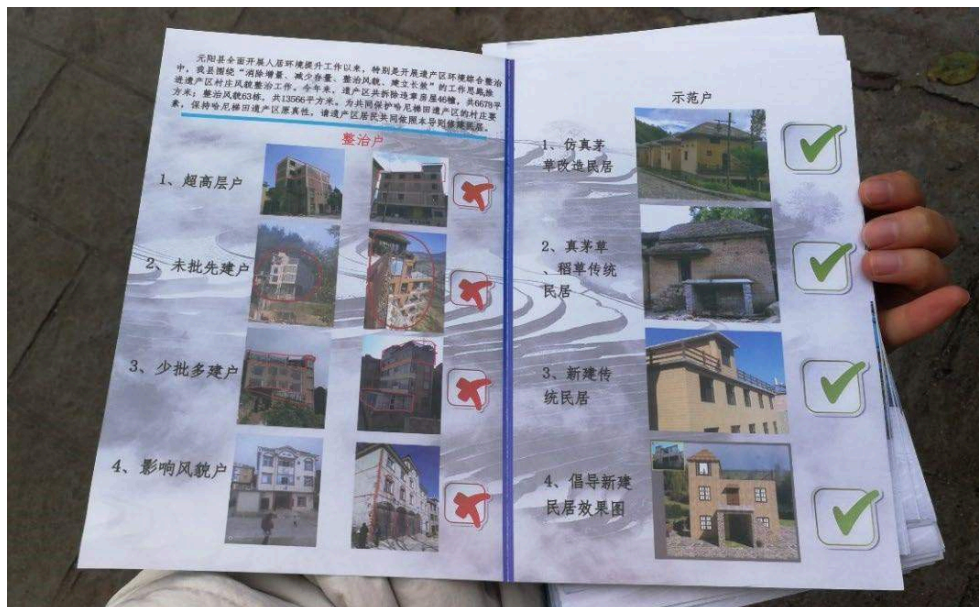 元阳县全面开展人居环境提升工作以来，特别是开展遗产区环境综合整治
中，我县围绕“消除增量、减少存量、整治风貌、建立长效”的工作思路，推
进遗产区村庄风貌整治工作。今年来，遗产区共拆除违章房屋46幢，共6678平
方米；整治风貌63栋，共13566平方米。为共同保护哈尼梯田遗产区的村庄要
素，保持哈尼梯田遗产区原真性，请遗产区居民共同依照本导则修建民居。
整治户
1、超高层户
2、未批先建户
3、少批多建户
4、影响风貌户
示范户
1、仿真茅
草改造民居
2、真茅草
、稻草传统
民居
3、新建传
统民居
4、倡导新建
民居效果图